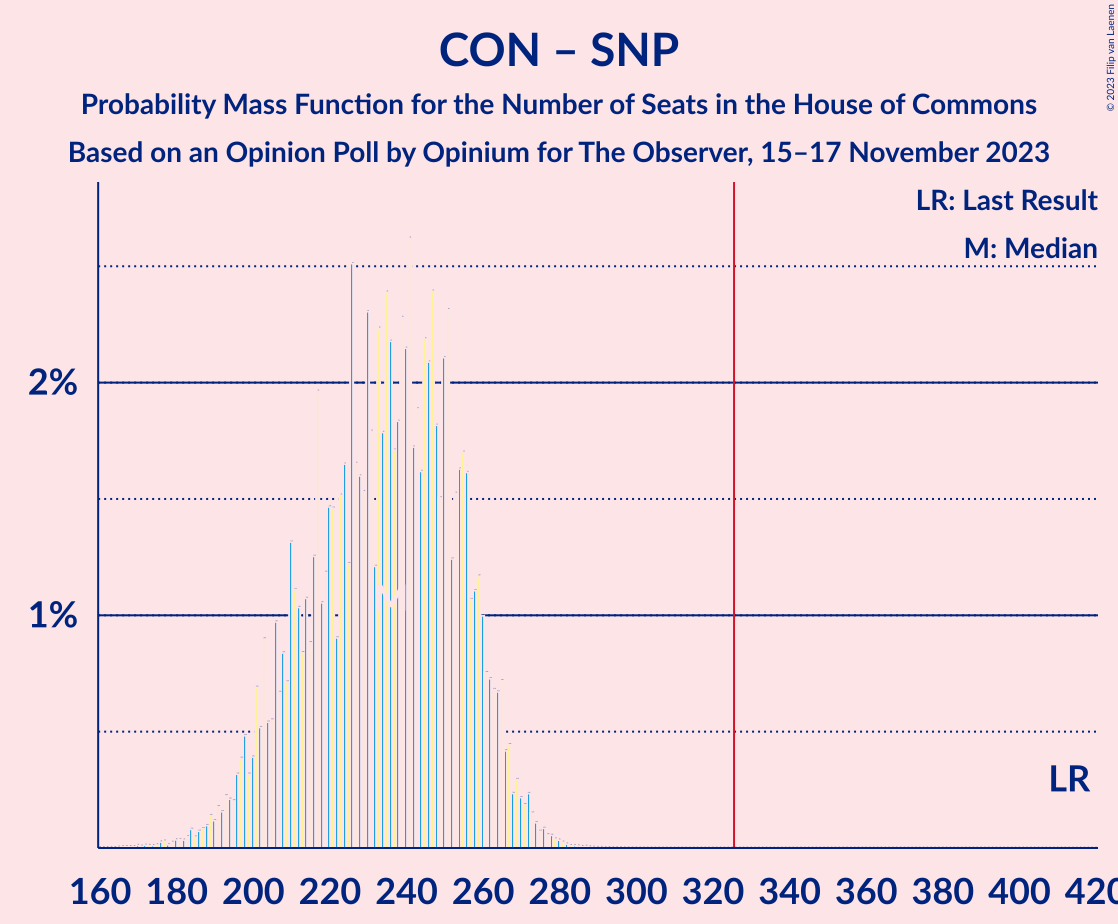 CON – SNP
Probability Mass Function for the Number of Seats in the House of Commons
Based on an Opinion Poll by Opinium for The Observer, 15–17 November 2023
© 2023 Filip van Laenen
LR: Last Result
M: Median
2%
1%
M
LR
160 180 200 220 240 260 280 300 320 340 360 380 400 420